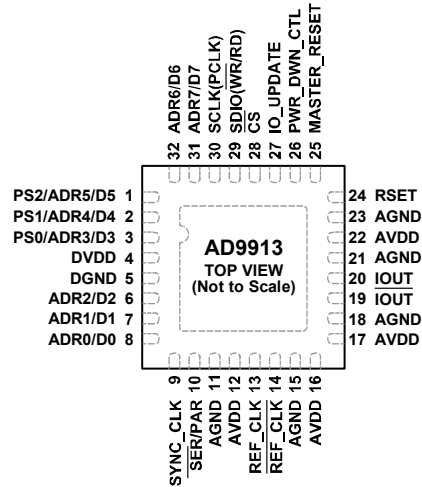 32 ADR6/D6
31 ADR7/D7
30 SCLK(PCLK)
29 SDIO(WR/RD)
28 CS
27 IO_UPDATE
26 PWR_DWN_CTL
25 MASTER_RESET
PS2/ADR5/D5 1
PS1/ADR4/D4 2
PS0/ADR3/D3 3
DVDD 4
DGND 5
ADR2/D2 6
ADR1/D1 7
ADR0/D0 8
AD9913
TOP VIEW
(Not to Scale)
24 RSET
23 AGND
22 AVDD
21 AGND
20 IOUT
19 IOUT
18 AGND
17 AVDD
SYNC_CLK 9
SER/PAR 10
AGND 11
AVDD 12
REF_CLK 13
REF_CLK 14
AGND 15
AVDD 16